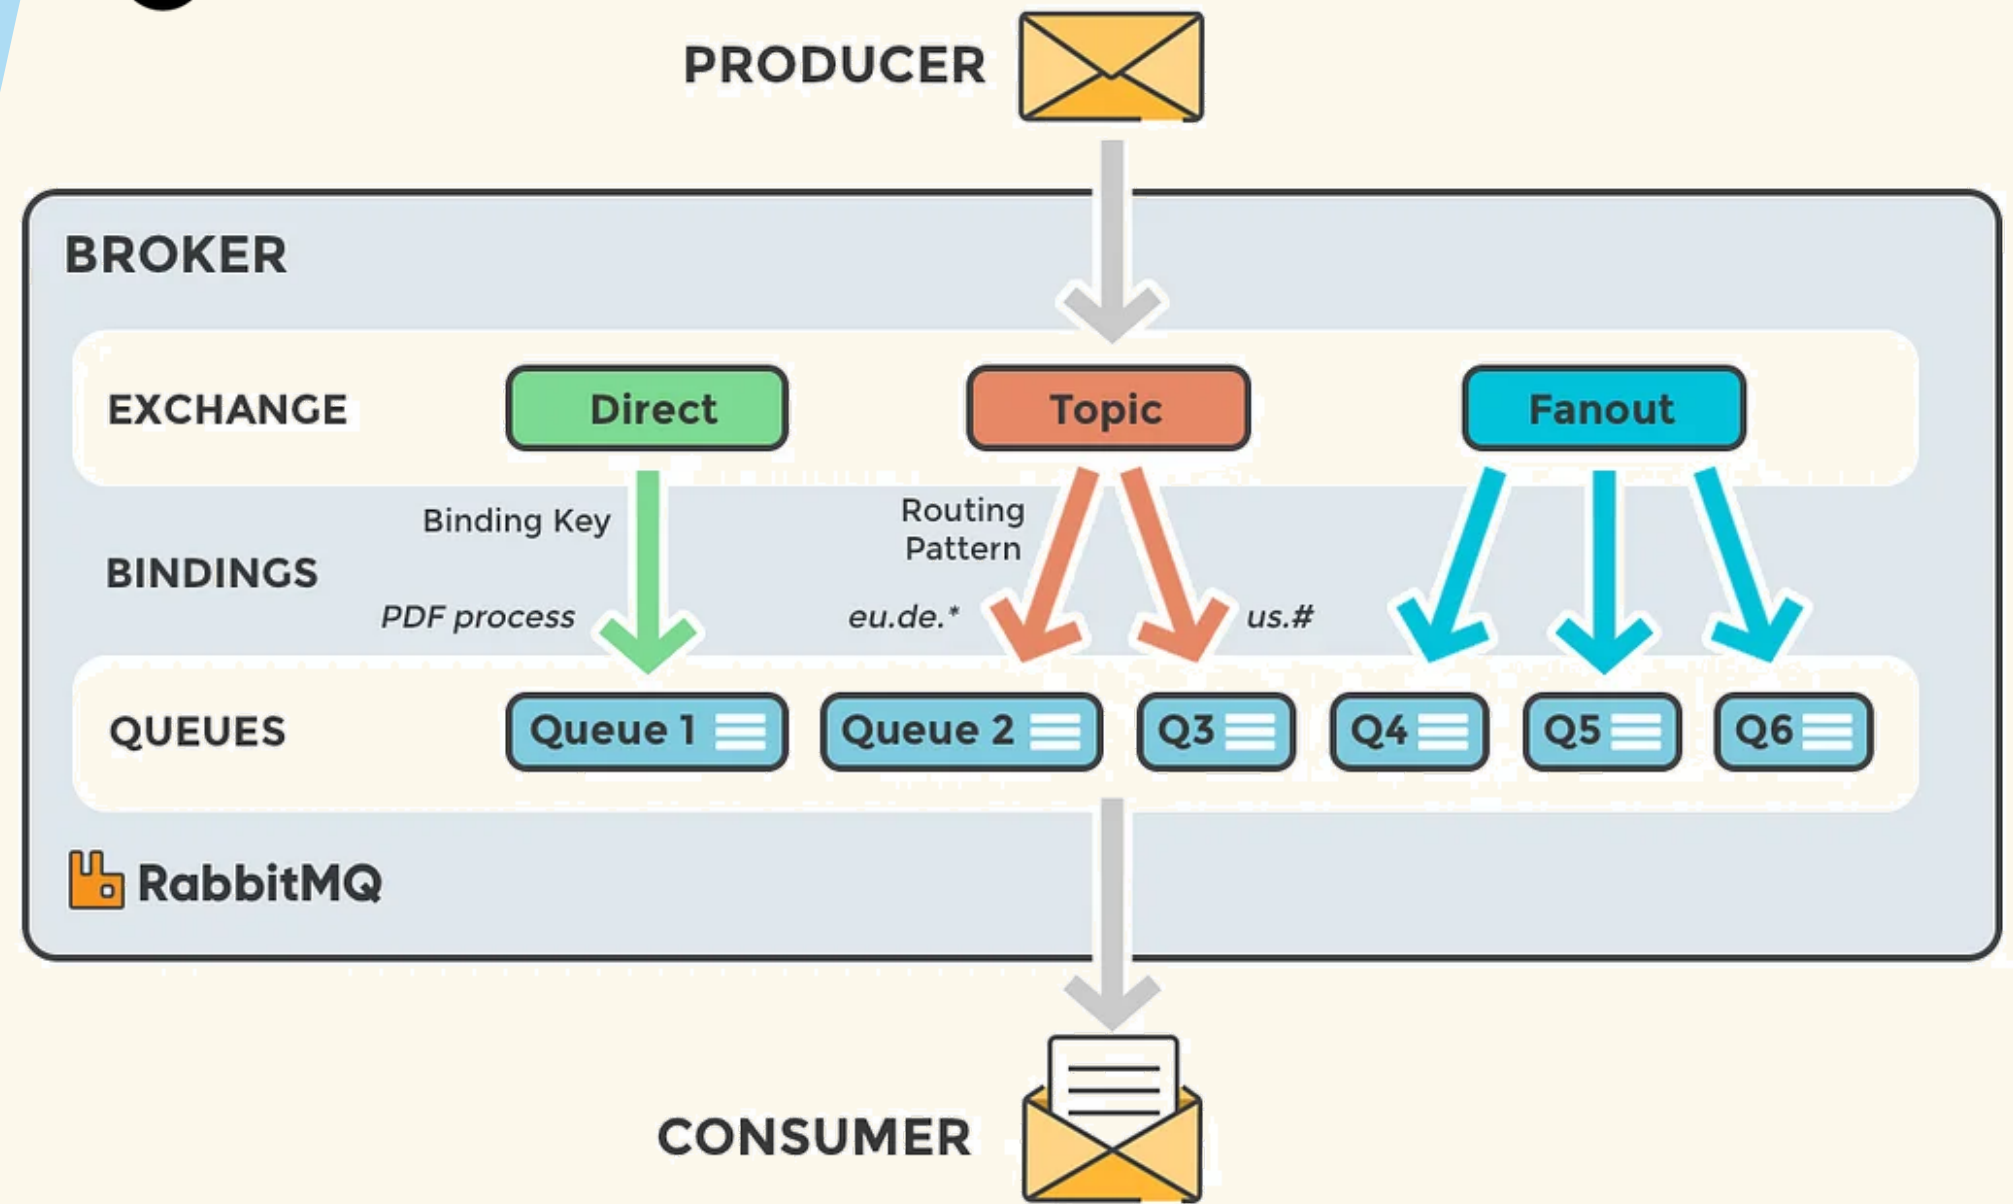 PRODUCER
BROKER
EXCHANGE
Direct
Topic
Fanout
Binding Key
Routing
Pattern
BINDINGS
PDF process
eu.de.*
us.#
QUEUES
Queue 1
Queue 2
Q3
Q4
Q5
Q6
RabbitMQ
CONSUMER